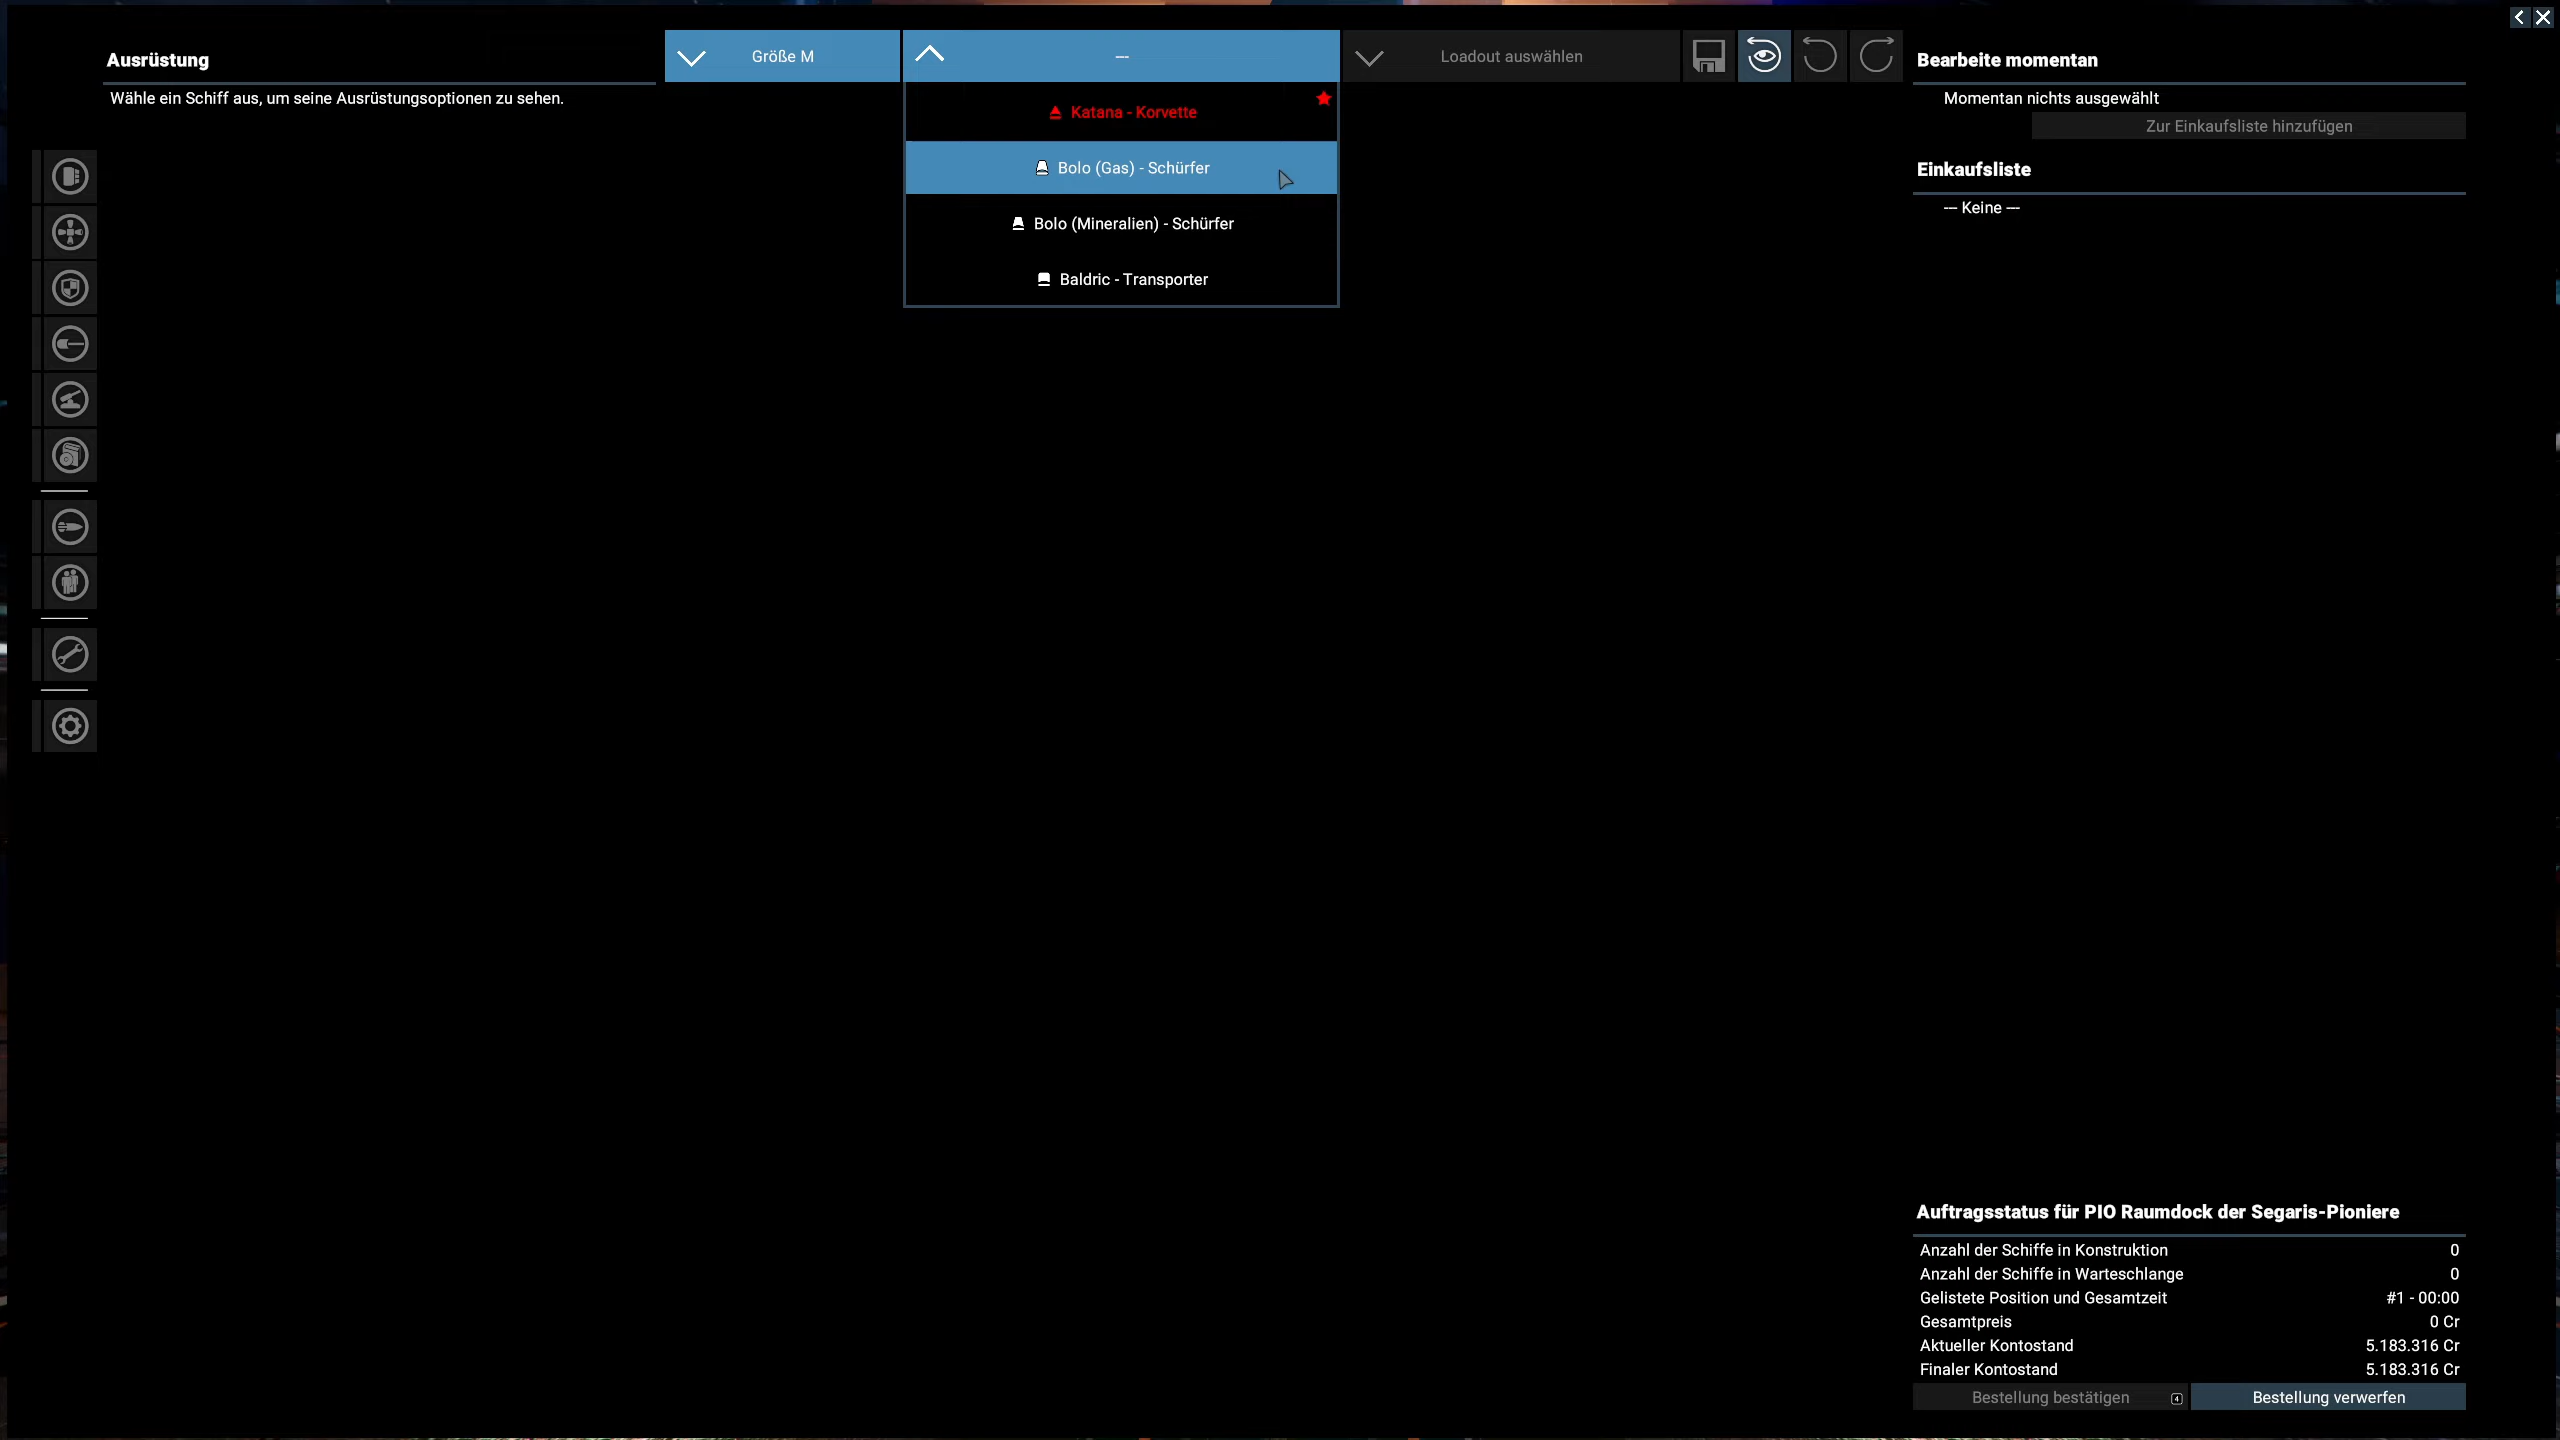 Ausrüstung
Wähle ein Schiff aus, um seine Ausrüstungsoptionen zu sehen.
Größe M
---
Loadout auswählen
Katana - Korvette
Bolo (Gas) - Schürfer
Bolo (Mineralien) - Schürfer
Baldric - Transporter
Bearbeite momentan
Momentan nichts ausgewählt
Zur Einkaufsliste hinzufügen
Einkaufsliste
--- Keine ---
Auftragsstatus für PIO Raumdock der Segaris-Pioniere
Anzahl der Schiffe in Konstruktion 0
Anzahl der Schiffe in Warteschlange 0
Gelistete Position und Gesamtzeit #1 - 00:00
Gesamtpreis 0 Cr
Aktueller Kontostand 5.183.316 Cr
Finaler Kontostand 5.183.316 Cr
Bestellung bestätigen
Bestellung verwerfen